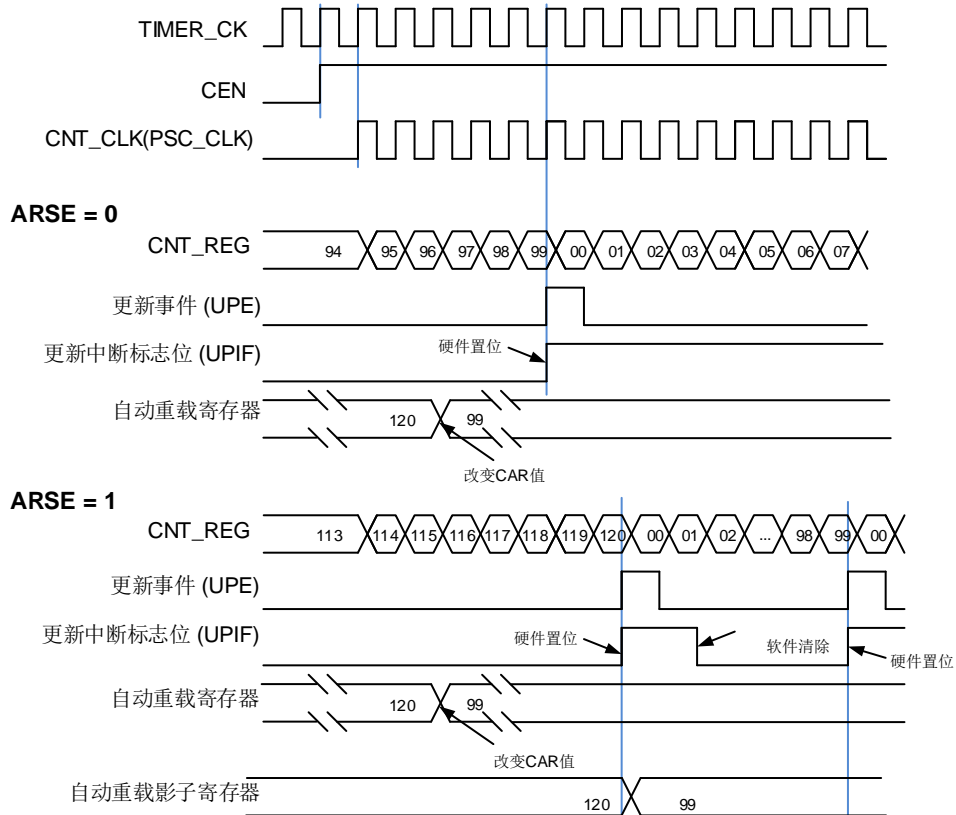 TIMER_CK
CEN
CNT_CLK(PSC_CLK)
ARSE = 0
CNT_REG 94 95 96 97 98 99 00 01 02 03 04 05 06 07
更新事件 (UPE)
更新中断标志位 (UPIF) 硬件置位
自动重载寄存器 120 99
改变CAR值
ARSE = 1
CNT_REG 113 114 115 116 117 118 119 120 00 01 02 ... 98 99 00
更新事件 (UPE)
更新中断标志位 (UPIF) 硬件置位 软件清除 硬件置位
自动重载寄存器 120 99
改变CAR值
自动重载影子寄存器 120 99